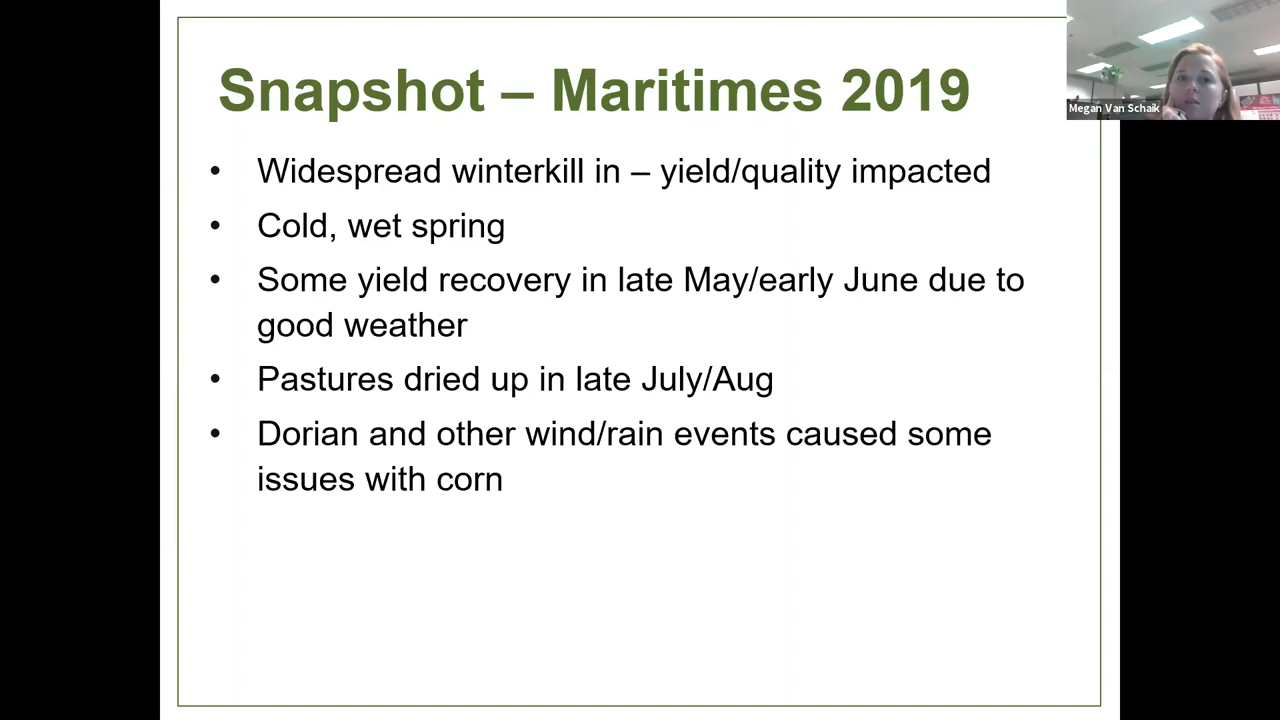 Snapshot – Maritimes 2019
Megan Van Schaik
• Widespread winterkill in – yield/quality impacted
• Cold, wet spring
• Some yield recovery in late May/early June due to
good weather
• Pastures dried up in late July/Aug
• Dorian and other wind/rain events caused some
issues with corn